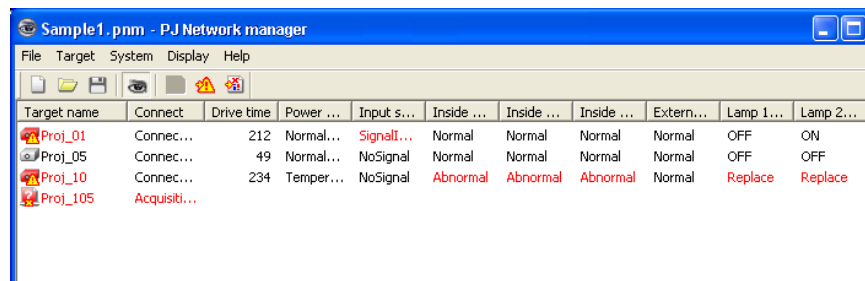 Sample1.pnm - PJ Network manager
File Target System Display Help
Target name Connect Drive time Power ... Input s... Inside ... Inside ... Inside ... Extern... Lamp 1... Lamp 2...
Proj_01 Connec... 212 Normal... SignalI... Normal Normal Normal Normal OFF ON
Proj_05 Connec... 49 Normal... NoSignal Normal Normal Normal Normal OFF OFF
Proj_10 Connec... 234 Temper... NoSignal Abnormal Abnormal Abnormal Normal Replace Replace
Proj_105 Acquisiti...